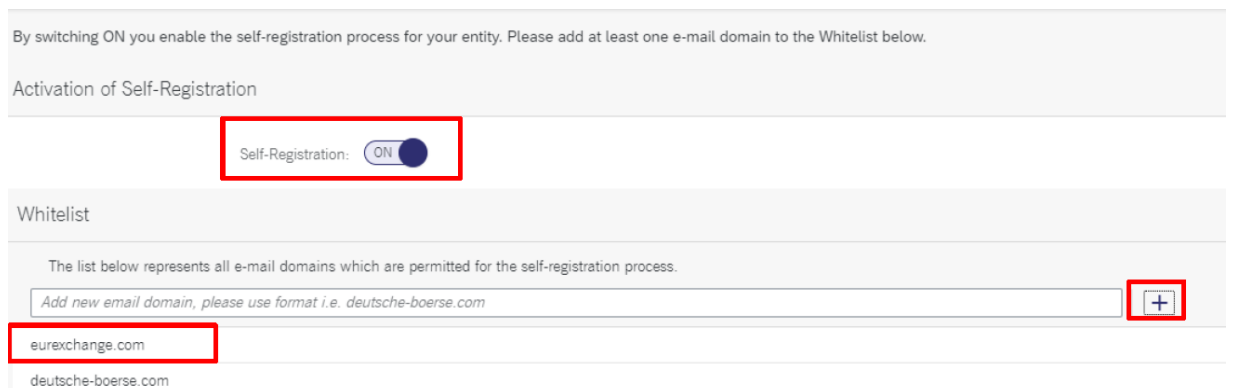 By switching ON you enable the self-registration process for your entity. Please add at least one e-mail domain to the Whitelist below.
Activation of Self-Registration
Self-Registration: ON
Whitelist
The list below represents all e-mail domains which are permitted for the self-registration process.
Add new email domain, please use format i.e. deutsche-boerse.com +
eurexchange.com
deutsche-boerse.com